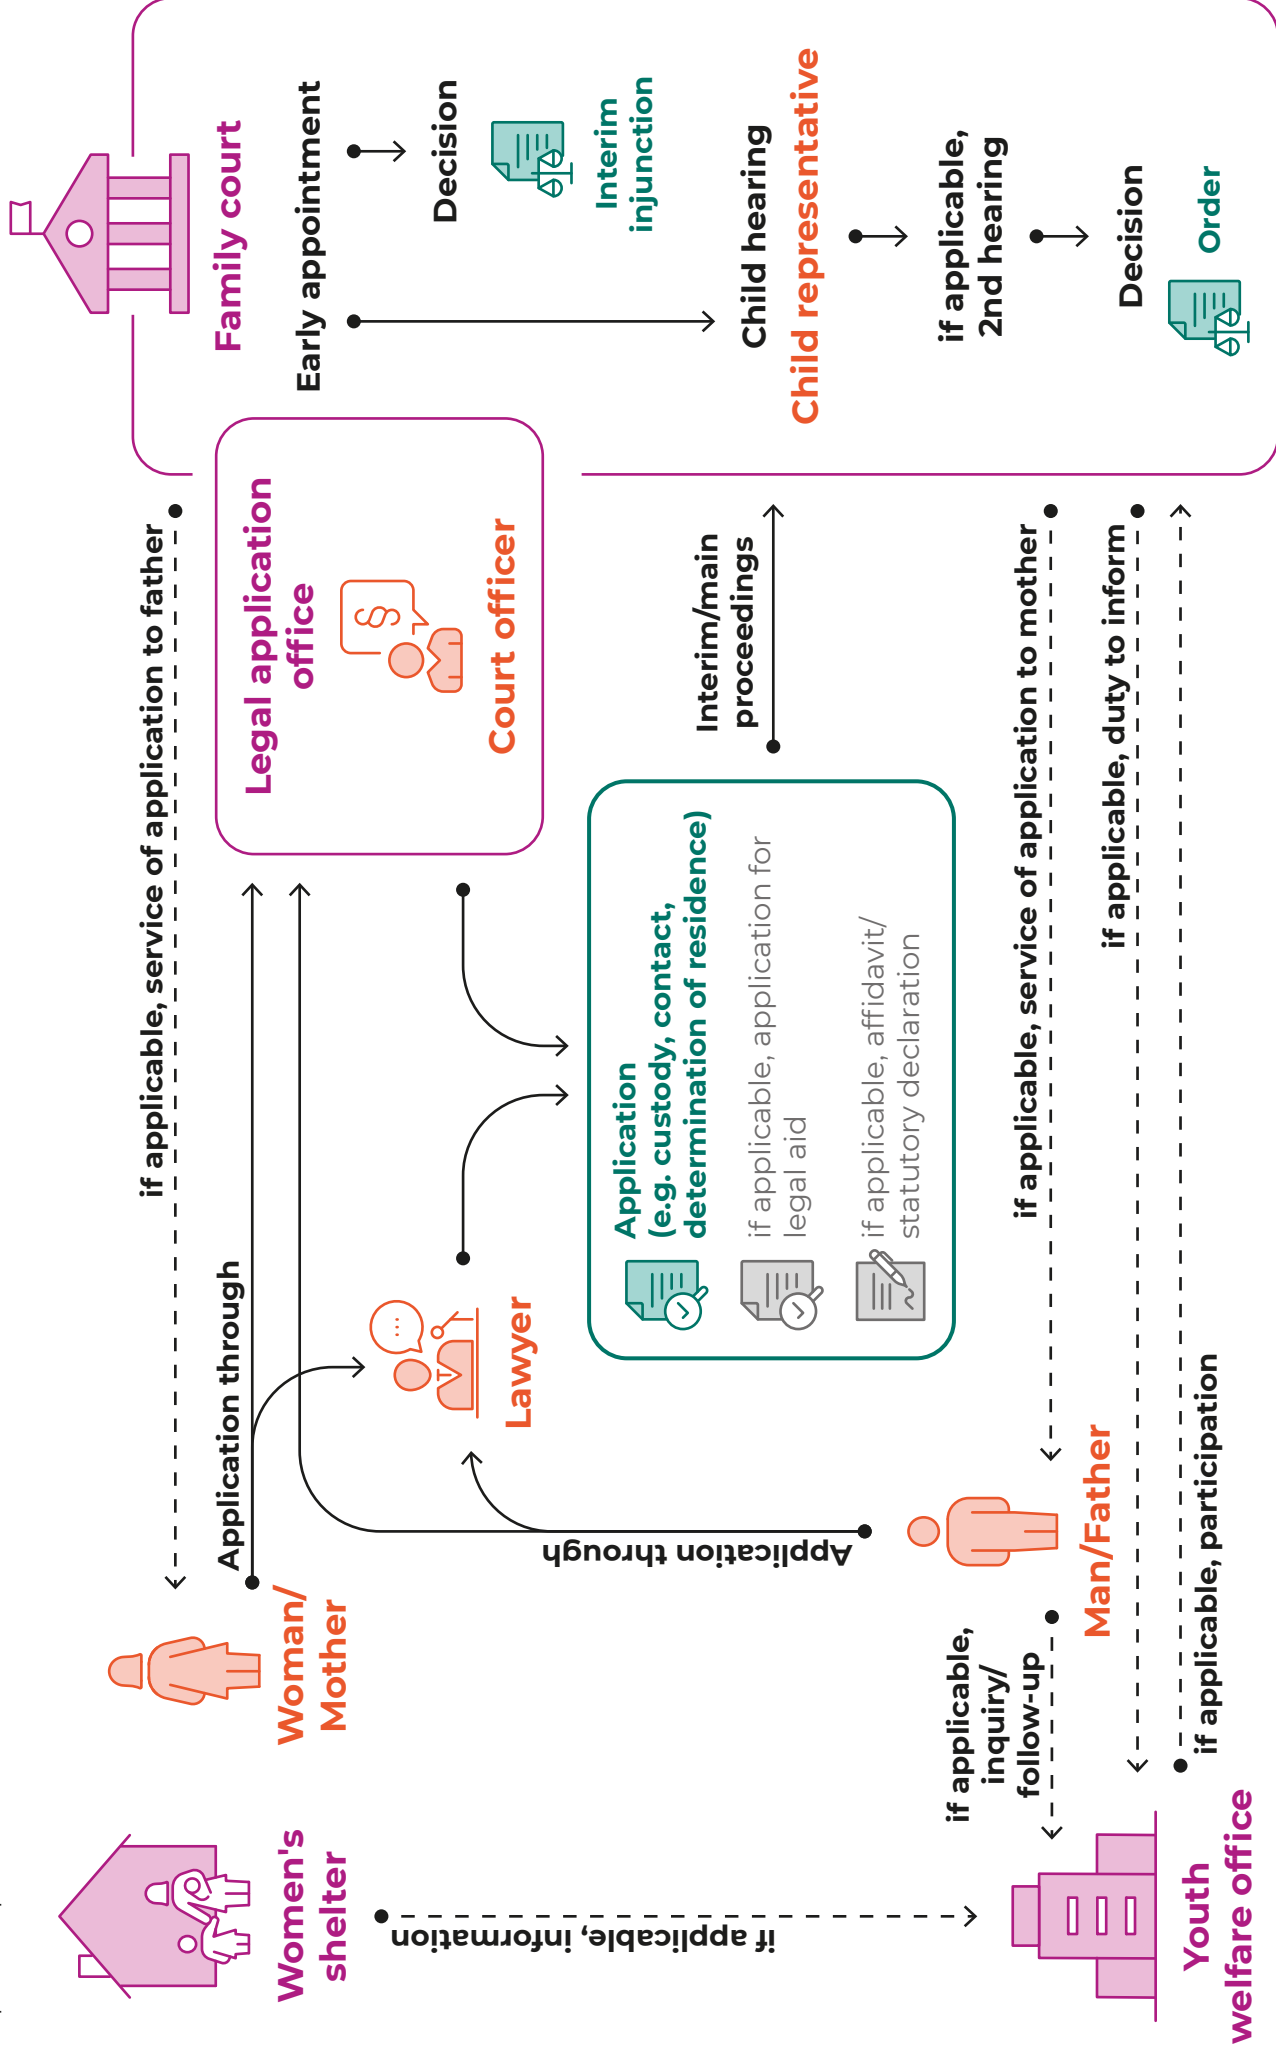 Women's
shelter
Woman/
Mother
if applicable, service of application to father
Application through
Legal application
office
Court officer
Family court
Early appointment
Decision
Interim
injunction
Child hearing
Child representative
if applicable,
2nd hearing
Decision
Order
Lawyer
Application through
Application
(e.g. custody, contact,
determination of residence)
if applicable, application for
legal aid
if applicable, affidavit/
statutory declaration
Interim/main
proceedings
if applicable, information
if applicable,
inquiry/
follow-up
Man/Father
if applicable, service of application to mother
if applicable, duty to inform
if applicable, participation
Youth
welfare office
§